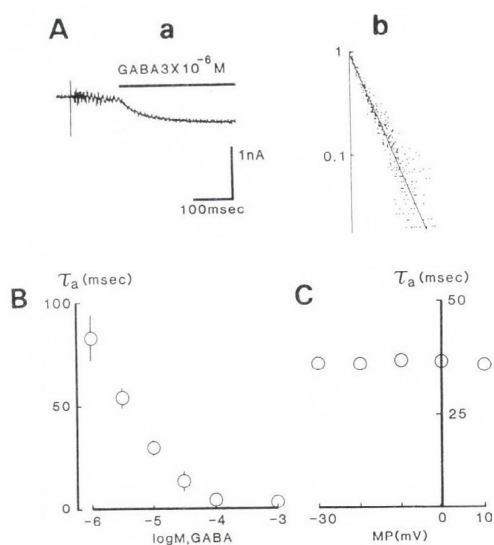 A
a
b
GABA3X10⁻⁶M
1nA
100msec
1
0.1
B
τa(msec)
100
50
0
-6 -5 -4 -3
logM,GABA
C
τa(msec)
50
25
-30 0 10
MP(mV)